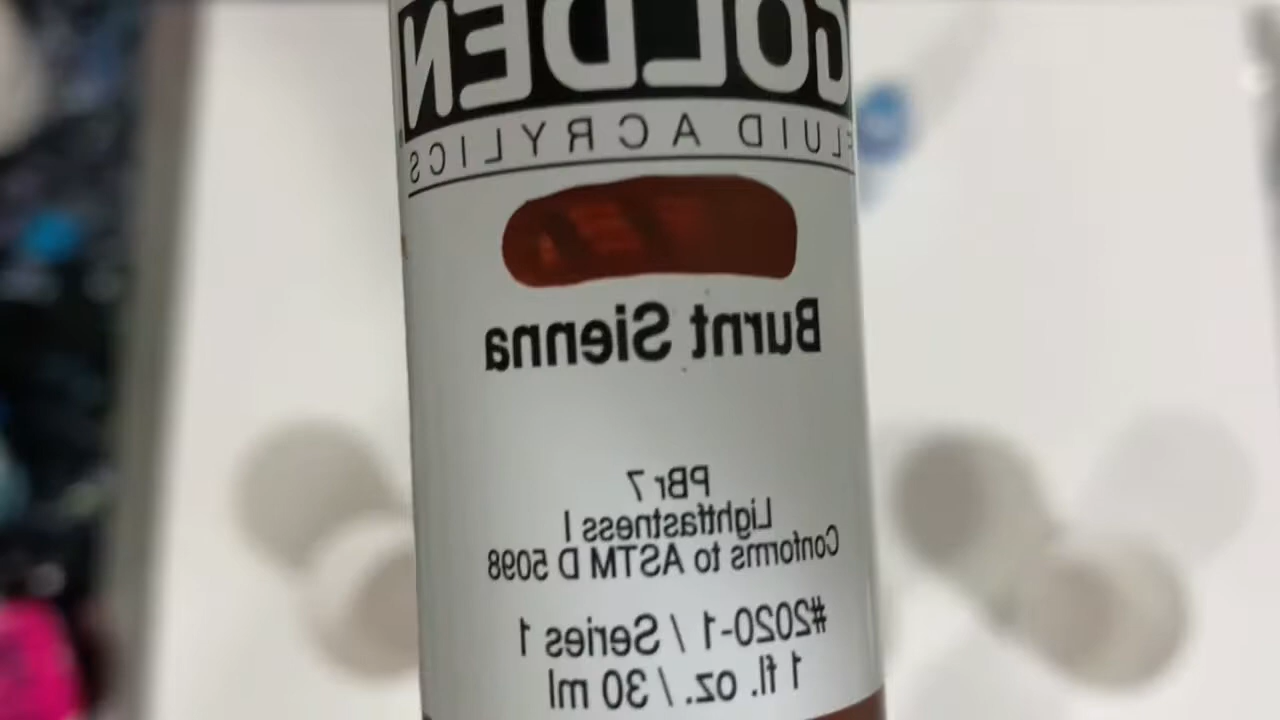 GOLDEN
FLUID ACRYLICS
Burnt Sienna
PBr 7
Lightfastness I
Conforms to ASTM D 5098
#2020-1 / Series 1
1 fl. oz. / 30 ml